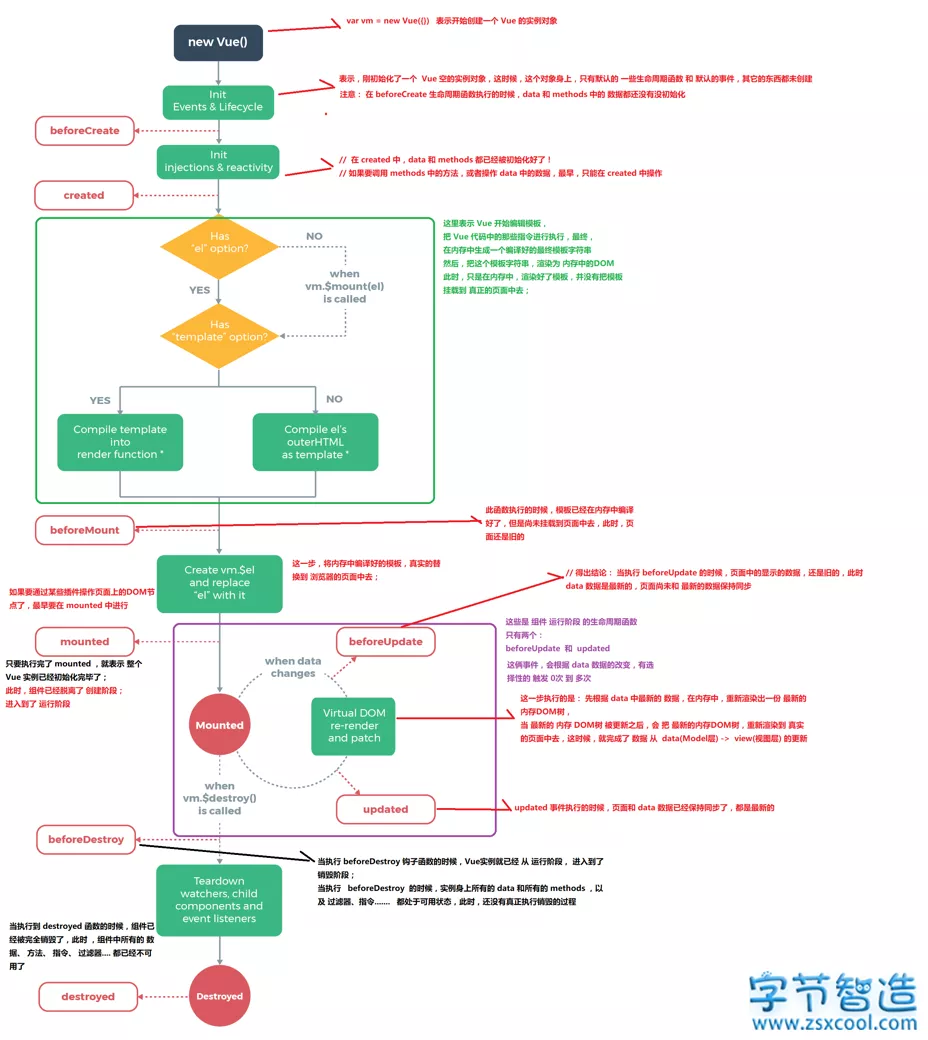 var vm = new Vue({}) 表示开始创建一个 Vue 的实例对象
new Vue()
表示，刚初始化了一个 Vue 空的实例对象，这时候，这个对象身上，只有默认的 一些生命周期函数 和 默认的事件，其它的东西都未创建
注意： 在 beforeCreate 生命周期函数执行的时候，data 和 methods 中的 数据都还没有没初始化
Init
Events & Lifecycle
beforeCreate
Init
injections & reactivity
// 在 created 中，data 和 methods 都已经被初始化好了！
// 如果要调用 methods 中的方法，或者操作 data 中的数据，最早，只能在 created 中操作
created
这里表示 Vue 开始编辑模板，
把 Vue 代码中的那些指令进行执行，最终，
在内存中生成一个编译好的最终模板字符串
然后，把这个模板字符串，渲染为 内存中的DOM
此时，只是在内存中，渲染好了模板，并没有把模板
挂载到 真正的页面中去；
Has
"el" option?
NO
when
vm.$mount(el)
is called
YES
Has
"template" option?
YES
NO
Compile template
into
render function *
Compile el's
outerHTML
as template *
beforeMount
此函数执行的时候，模板已经在内存中编译
好了，但是尚未挂载到页面中去，此时，页
面还是旧的
Create vm.$el
and replace
"el" with it
这一步，将内存中编译好的模板，真实的替
换到 浏览器的页面中去；
// 得出结论： 当执行 beforeUpdate 的时候，页面中的显示的数据，还是旧的，此时
data 数据是最新的，页面尚未和 最新的数据保持同步
如果要通过某些插件操作页面上的DOM节
点了，最早要在 mounted 中进行
mounted
只要执行完了 mounted ，就表示 整个
Vue 实例已经初始化完毕了；
此时，组件已经脱离了 创建阶段；
进入到了 运行阶段
beforeUpdate
这些是 组件 运行阶段 的生命周期函数
只有两个：
beforeUpdate 和 updated
这俩事件，会根据 data 数据的改变，有选
择性的 触发 0次 到 多次
when data
changes
Mounted
Virtual DOM
re-render
and patch
这一步执行的是： 先根据 data 中最新的 数据，在内存中，重新渲染出一份 最新的
内存DOM树，
当 最新的 内存 DOM树 被更新之后，会 把 最新的内存DOM树，重新渲染到 真实
的页面中去，这时候，就完成了 数据 从 data(Model层) -> view(视图层) 的更新
when
vm.$destroy()
is called
updated
updated 事件执行的时候，页面和 data 数据已经保持同步了，都是最新的
beforeDestroy
当执行 beforeDestroy 钩子函数的时候，Vue实例就已经 从 运行阶段 ，进入到了
销毁阶段；
当执行 beforeDestroy 的时候，实例身上所有的 data 和所有的 methods ，以
及 过滤器、指令....... 都处于可用状态，此时，还没有真正执行销毁的过程
Teardown
watchers, child
components and
event listeners
当执行到 destroyed 函数的时候，组件已
经被完全销毁了，此时 ，组件中所有的 数
据、 方法、 指令、 过滤器.... 都已经不可
用了
destroyed
Destroyed
字节智造
www.zsxcool.com